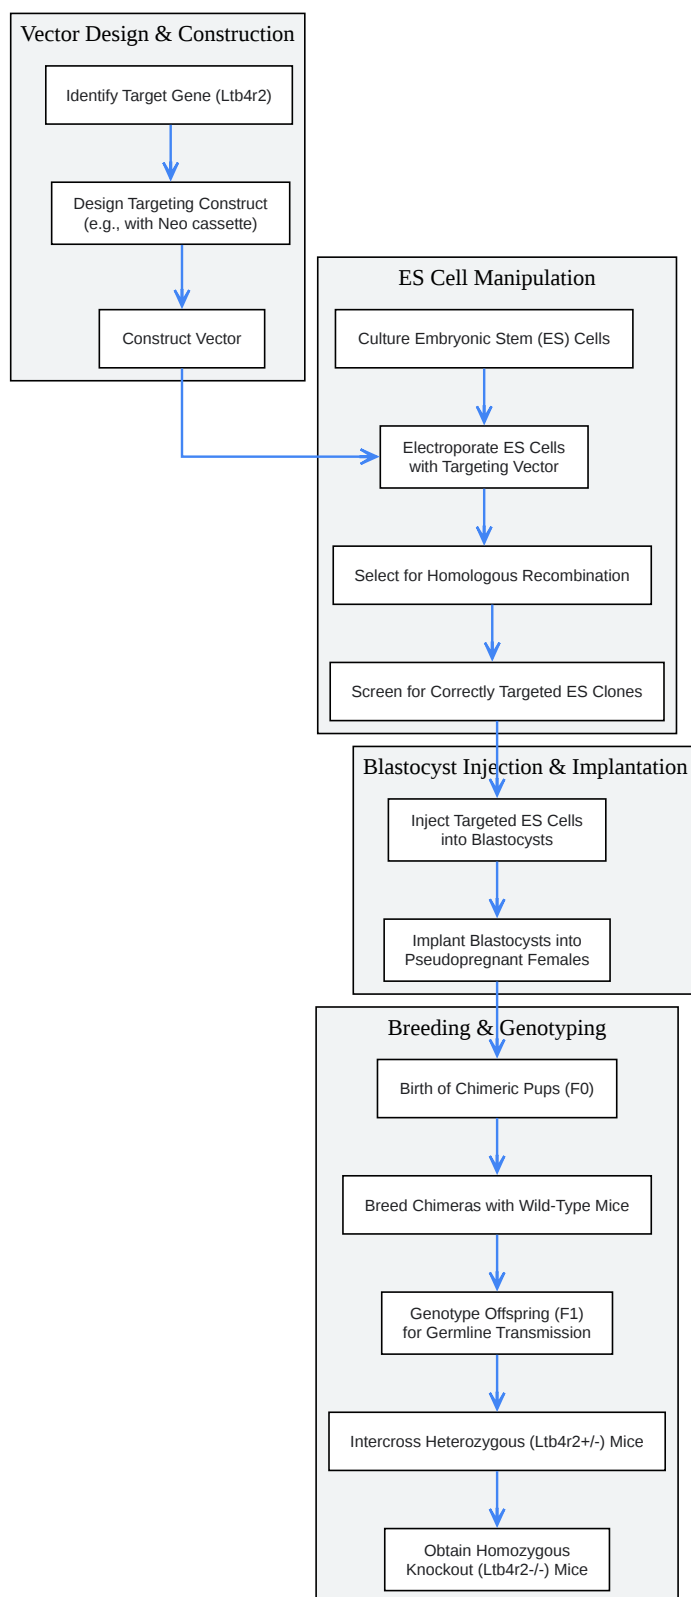 Vector Design & Construction
Identify Target Gene (Ltb4r2)
Design Targeting Construct
(e.g., with Neo cassette)
Construct Vector
ES Cell Manipulation
Culture Embryonic Stem (ES) Cells
Electroporate ES Cells
with Targeting Vector
Select for Homologous Recombination
Screen for Correctly Targeted ES Clones
Blastocyst Injection & Implantation
Inject Targeted ES Cells
into Blastocysts
Implant Blastocysts into
Pseudopregnant Females
Breeding & Genotyping
Birth of Chimeric Pups (F0)
Breed Chimeras with Wild-Type Mice
Genotype Offspring (F1)
for Germline Transmission
Intercross Heterozygous (Ltb4r2+/-) Mice
Obtain Homozygous
Knockout (Ltb4r2-/-) Mice